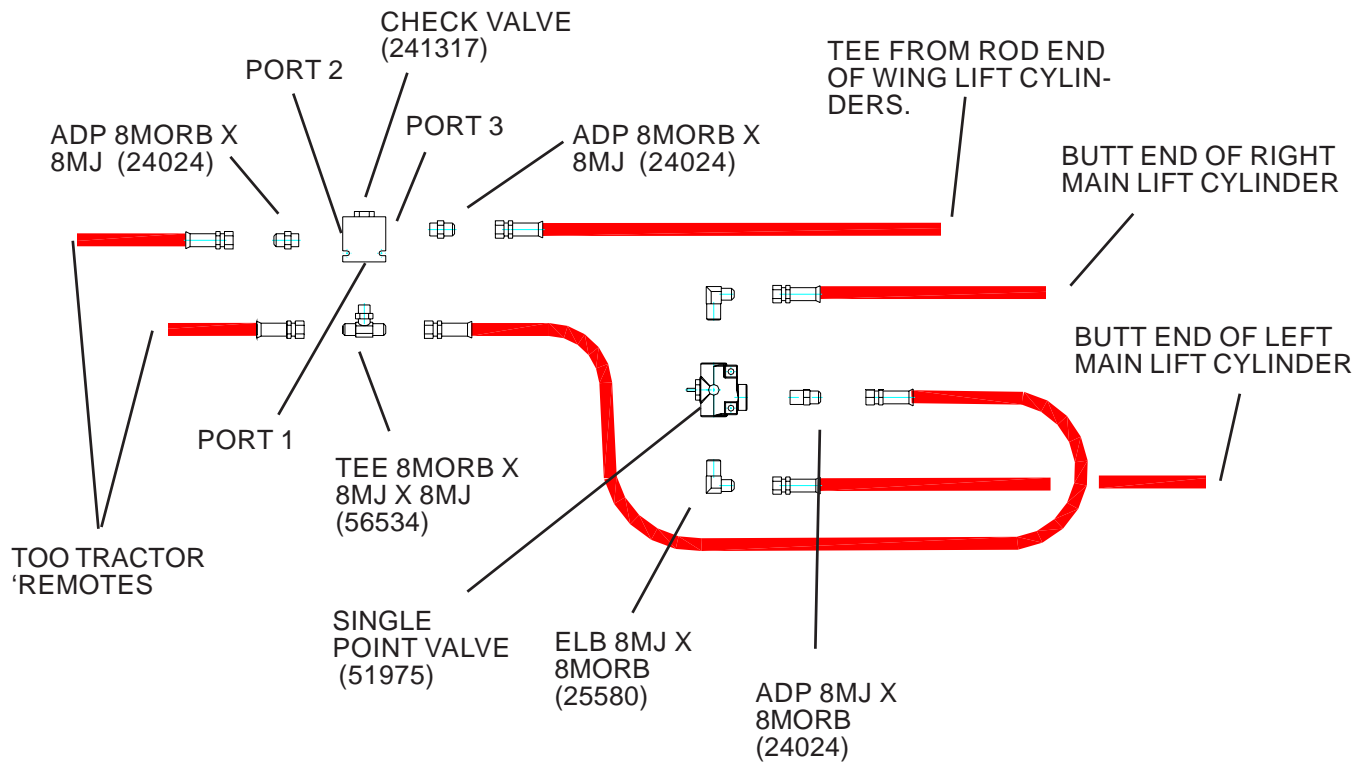 CHECK VALVE
(241317)
PORT 2
PORT 3
TEE FROM ROD END
OF WING LIFT CYLIN-
DERS.
ADP 8MORB X
8MJ (24024)
ADP 8MORB X
8MJ (24024)
BUTT END OF RIGHT
MAIN LIFT CYLINDER
BUTT END OF LEFT
MAIN LIFT CYLINDER
PORT 1
TEE 8MORB X
8MJ X 8MJ
(56534)
TOO TRACTOR
‘REMOTES
SINGLE
POINT VALVE
(51975)
ELB 8MJ X
8MORB
(25580)
ADP 8MJ X
8MORB
(24024)